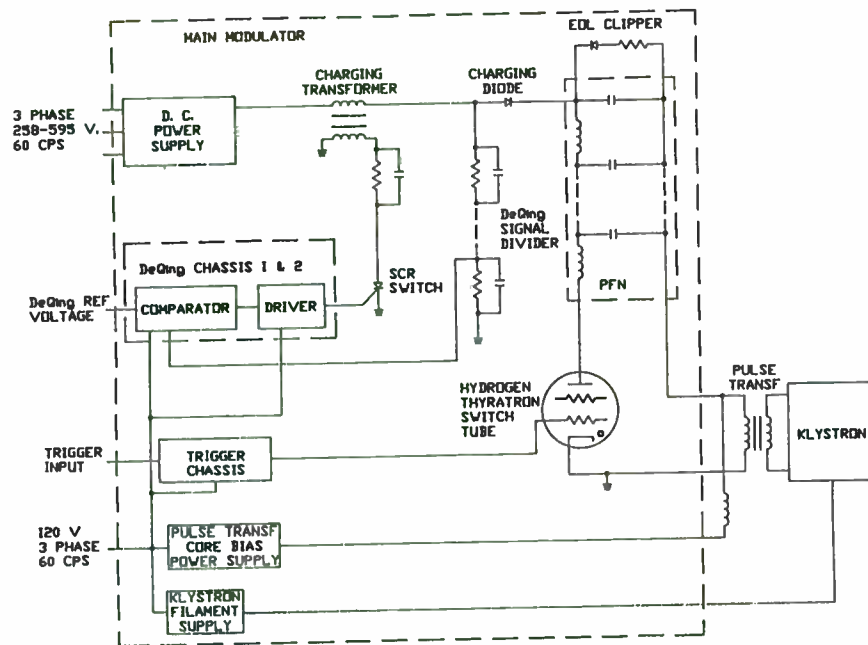 MAIN MODULATOR
EOL CLIPPER
CHARGING
TRANSFORMER
CHARGING
DIODE
3 PHASE
258-595 V.
60 CPS
D. C.
POWER
SUPPLY
DeQing
SIGNAL
DIVIDER
DeQing CHASSIS 1 & 2
SCR
SWITCH
PFN
DeQing REF
VOLTAGE
COMPARATOR
DRIVER
HYDROGEN
THYRATRON
SWITCH
TUBE
PULSE
TRANSF
KLYSTRON
TRIGGER
INPUT
TRIGGER
CHASSIS
120 V
3 PHASE
60 CPS
PULSE TRANSF
CORE BIAS
POWER SUPPLY
KLYSTRON
FILAMENT
SUPPLY